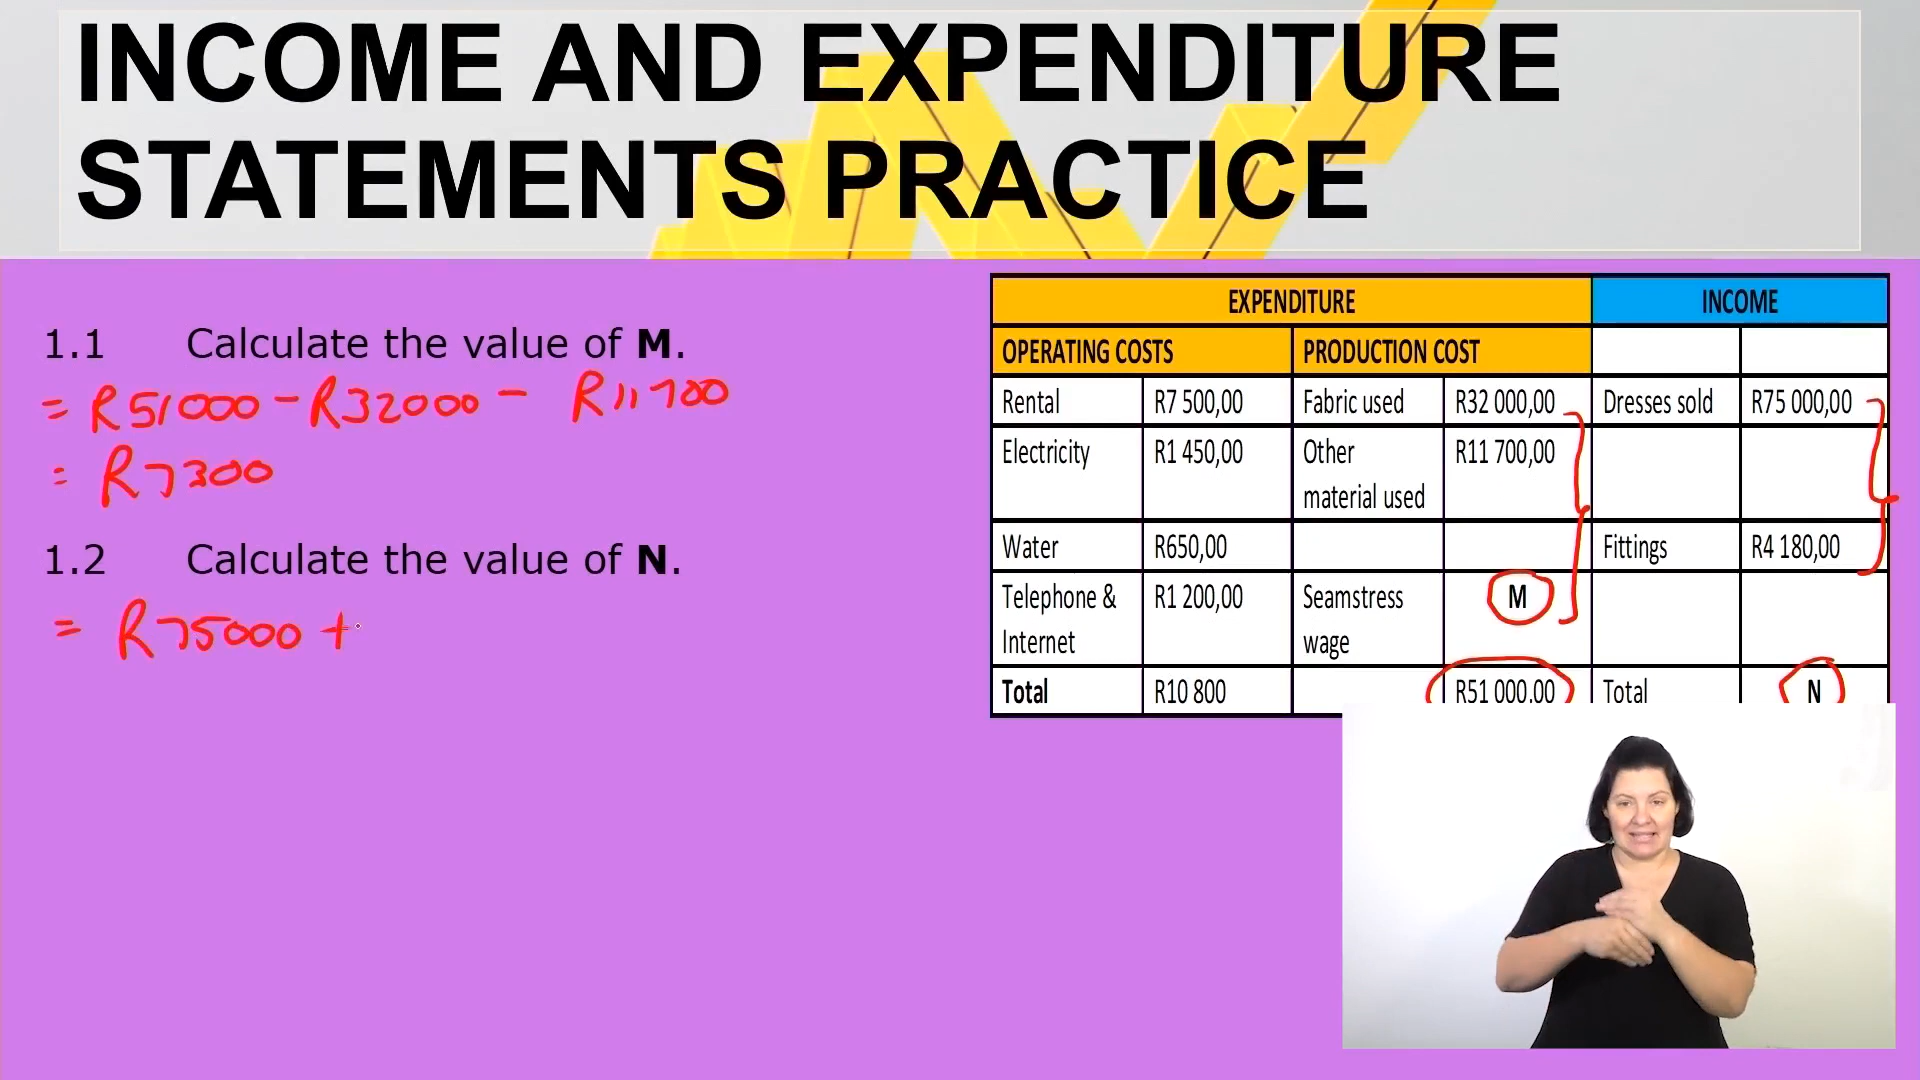 INCOME AND EXPENDITURE
STATEMENTS PRACTICE
1.1 Calculate the value of M.
= R51000 - R32000 - R11700
= R7300
1.2 Calculate the value of N.
= R75000 +
EXPENDITURE INCOME
OPERATING COSTS PRODUCTION COST
Rental R7 500,00 Fabric used R32 000,00 Dresses sold R75 000,00
Electricity R1 450,00 Other R11 700,00
material used
Water R650,00 Fittings R4 180,00
Telephone & R1 200,00 Seamstress M
Internet wage
Total R10 800 R51 000.00 Total N